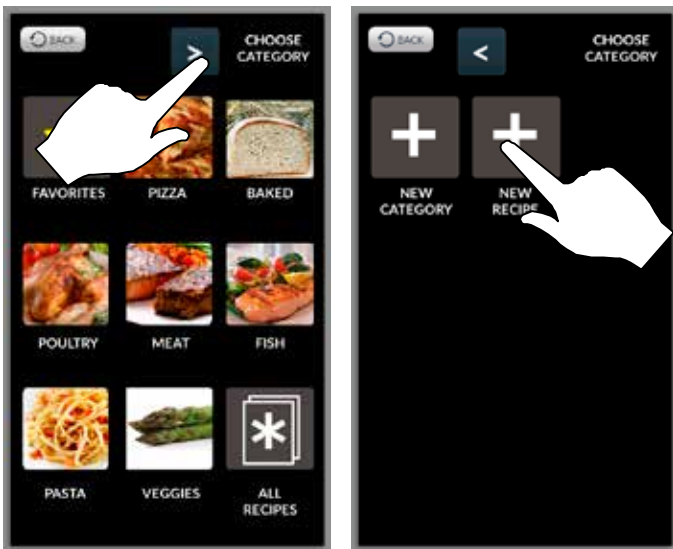 BACK
>
CHOOSE
CATEGORY
FAVORITES
PIZZA
BAKED
POULTRY
MEAT
FISH
PASTA
VEGGIES
ALL
RECIPES
BACK
<
CHOOSE
CATEGORY
NEW
CATEGORY
NEW
RECIPE